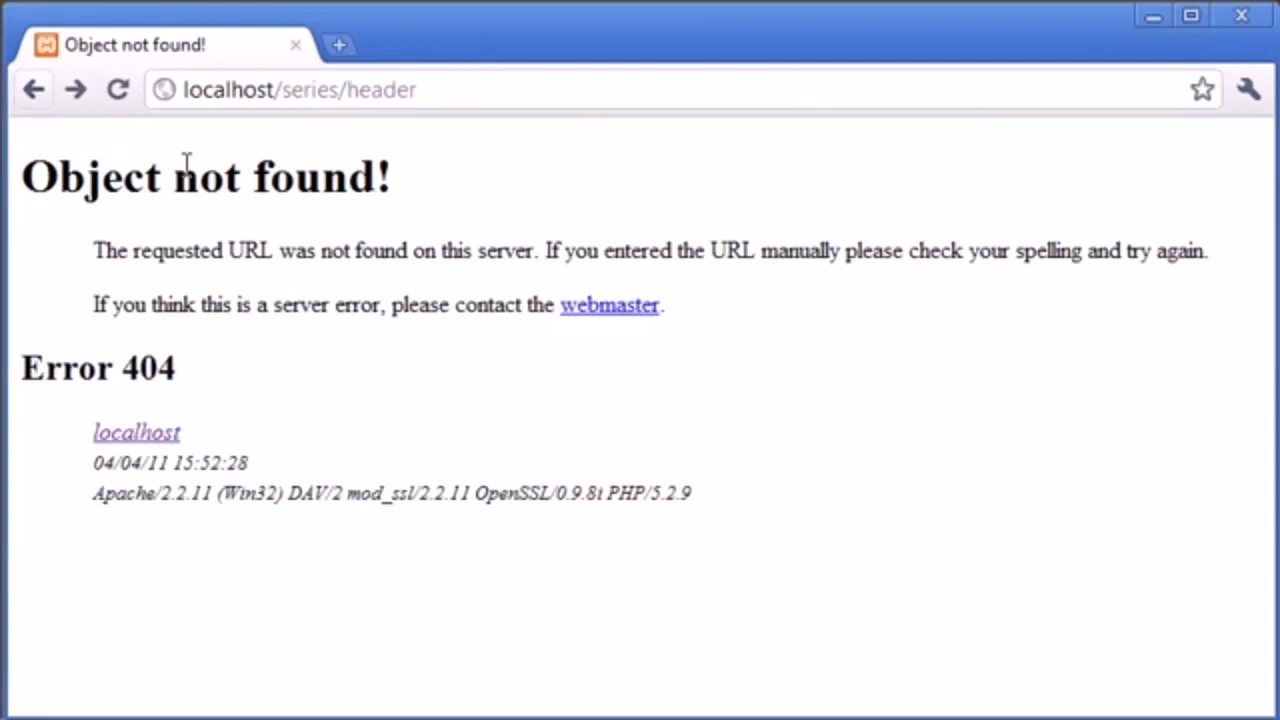 Object not found!
localhost/series/header
Object not found!
The requested URL was not found on this server. If you entered the URL manually please check your spelling and try again.
If you think this is a server error, please contact the webmaster.
Error 404
localhost
04/04/11 15:52:28
Apache/2.2.11 (Win32) DAV/2 mod_ssl/2.2.11 OpenSSL/0.9.8i PHP/5.2.9